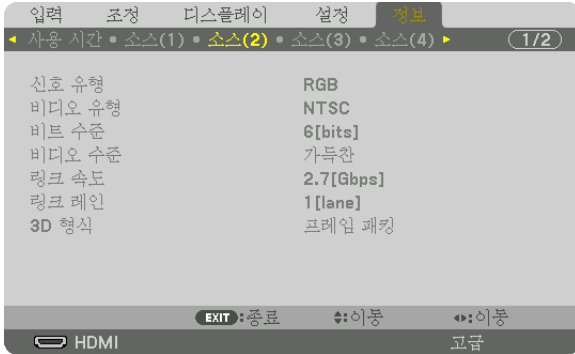 입력 조정 디스플레이 설정 정보
◄ 사용 시간 • 소스(1) • 소스(2) • 소스(3) • 소스(4) ► 1/2
신호 유형 RGB
비디오 유형 NTSC
비트 수준 6[bits]
비디오 수준 가득찬
링크 속도 2.7[Gbps]
링크 레인 1[lane]
3D 형식 프레임 패킹
EXIT:종료 :이동 :이동
HDMI 고급